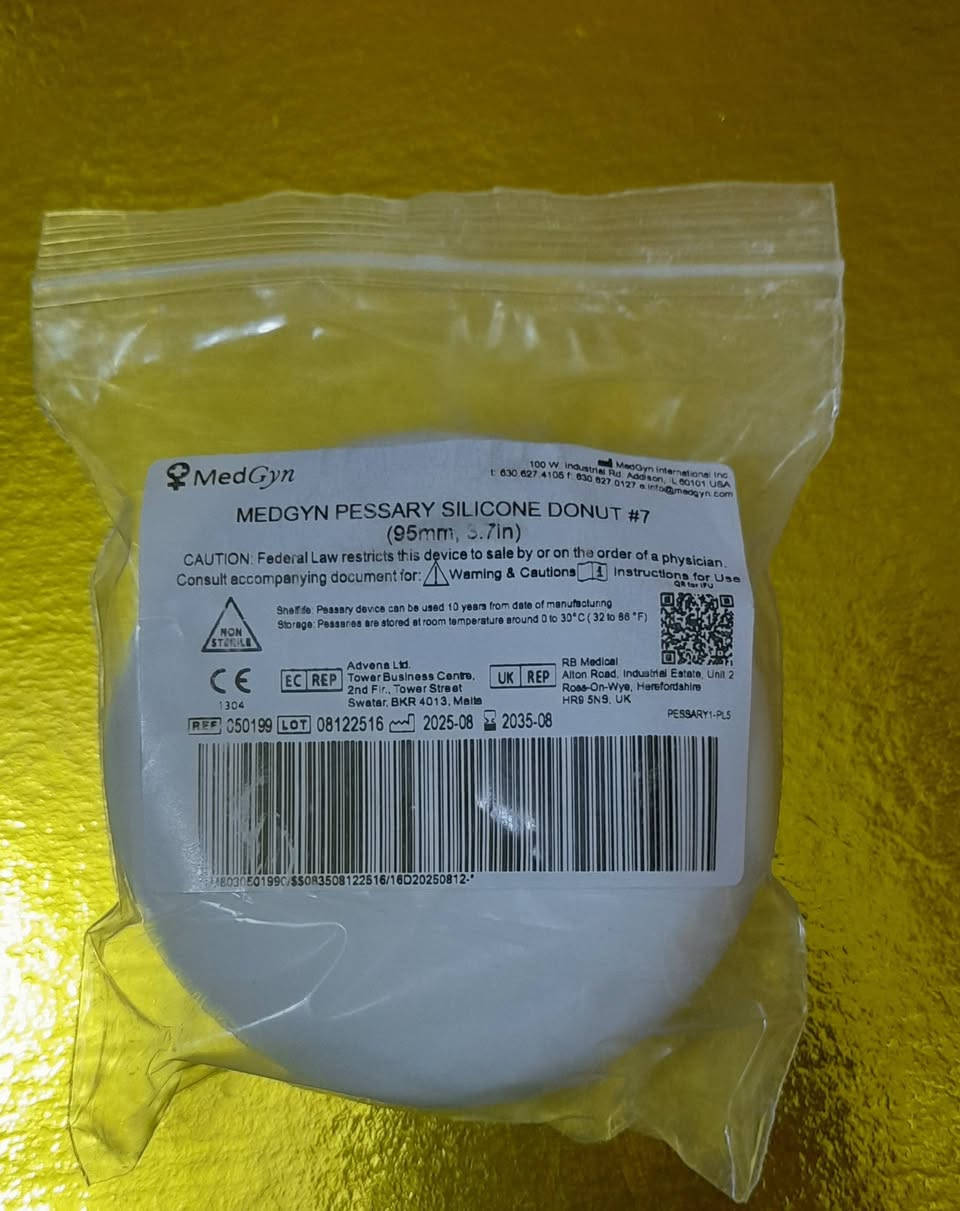 MedGyn
100 W. Industrial Rd. Addison, IL 60101 USA
MedGyn International Inc.
t: 630.627.4105 f: 630 627.0127 e.info@medgyn.com
MEDGYN PESSARY SILICONE DONUT #7
(95mm, 3.7in)
CAUTION: Federal Law restricts this device to sale by or on the order of a physician.
Consult accompanying document for: Warning & Cautions Instructions for Use
QR for IFU
NON
STERILE
Shelflife: Pessary device can be used 10 years from date of manufacturing
Storage: Pessaries are stored at room temperature around 0 to 30°C ( 32 to 86 °F)
CE
1304
EC REP
Advena Ltd.
Tower Business Centre,
2nd Flr., Tower Street
Swatar, BKR 4013, Malta
UK REP
RB Medical
Alton Road, Industrial Estate, Unit 2
Ross-On-Wye, Herefordshire
HR9 5NS, UK
PESSARY1-PL5
REF 050199 LOT 08122516 2025-08 2035-08
/16D20250812-*